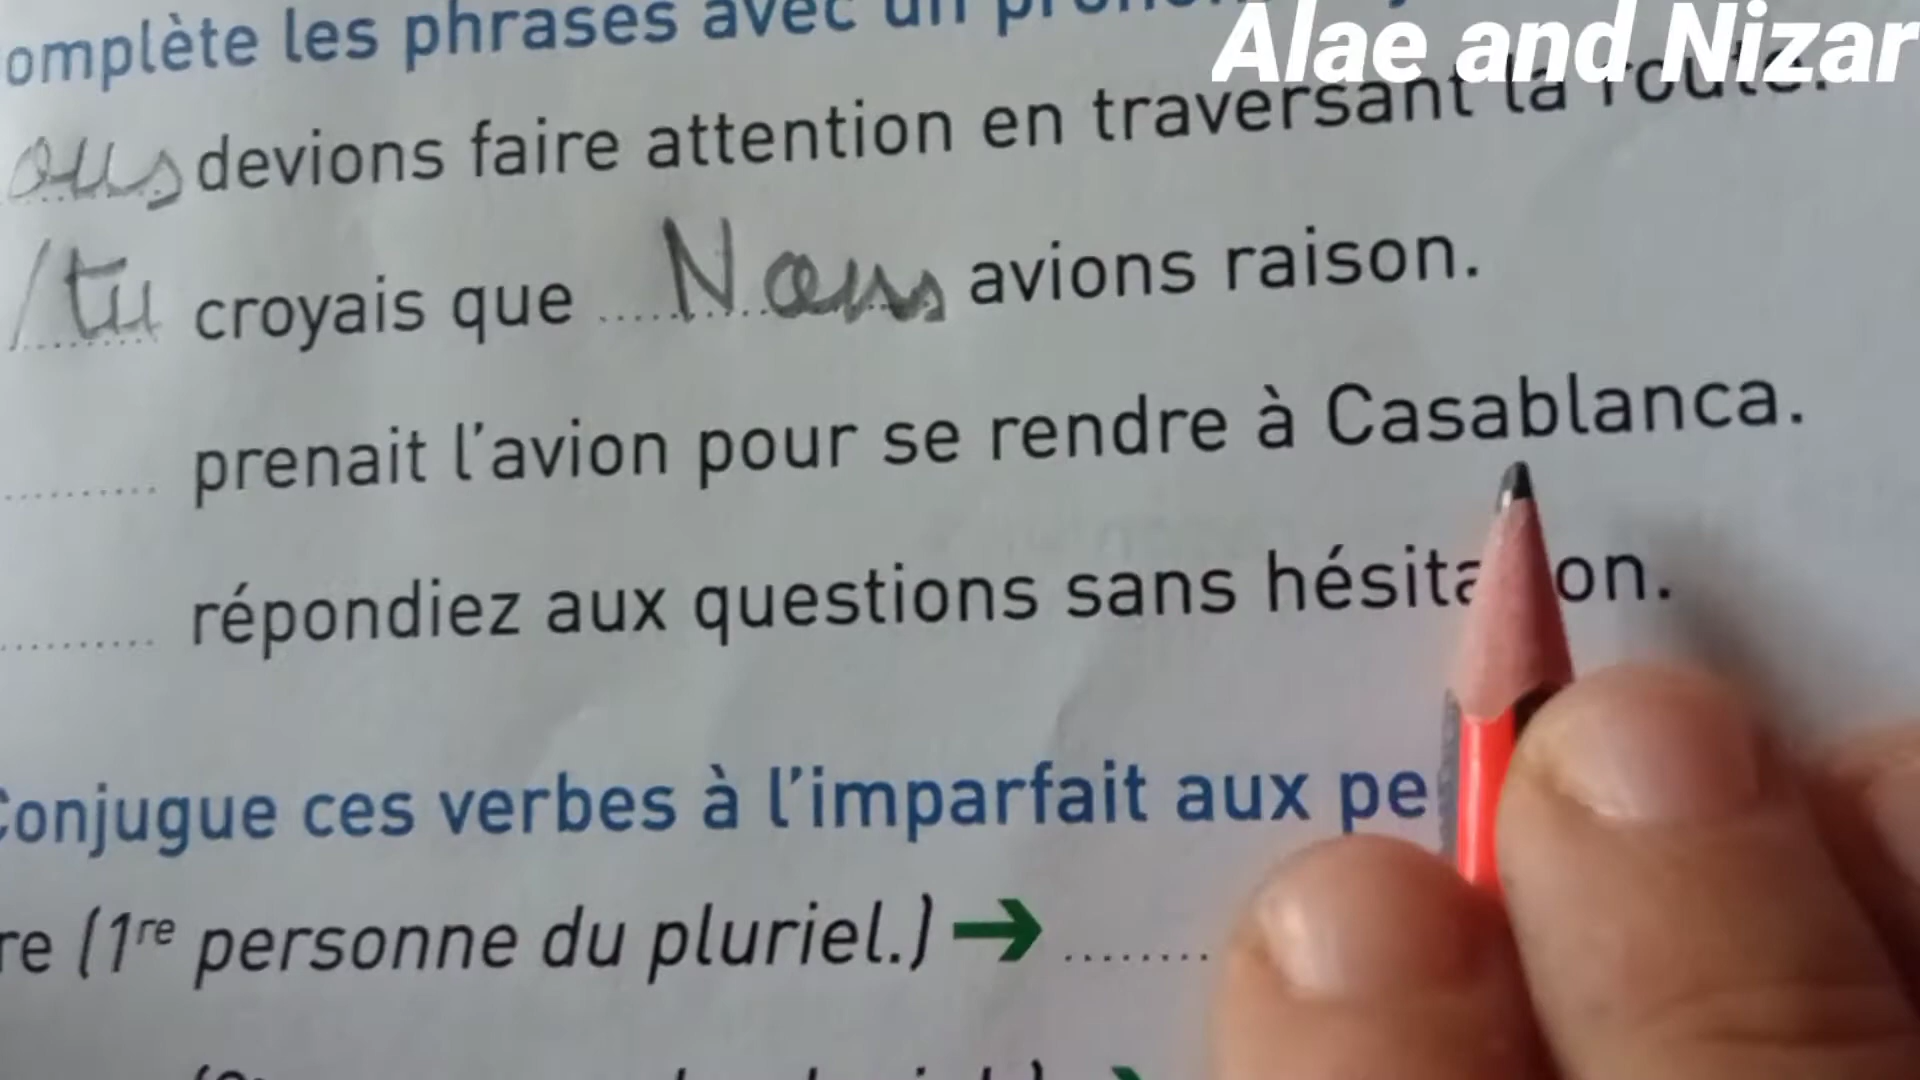 omplète les phrases avec un
Alae and Nizar
ous devions faire attention en traversant la route.
/tu croyais que Nous avions raison.
prenait l'avion pour se rendre à Casablanca.
répondiez aux questions sans hésita on.
Conjugue ces verbes à l'imparfait aux pe
re (1re personne du pluriel.) → ........